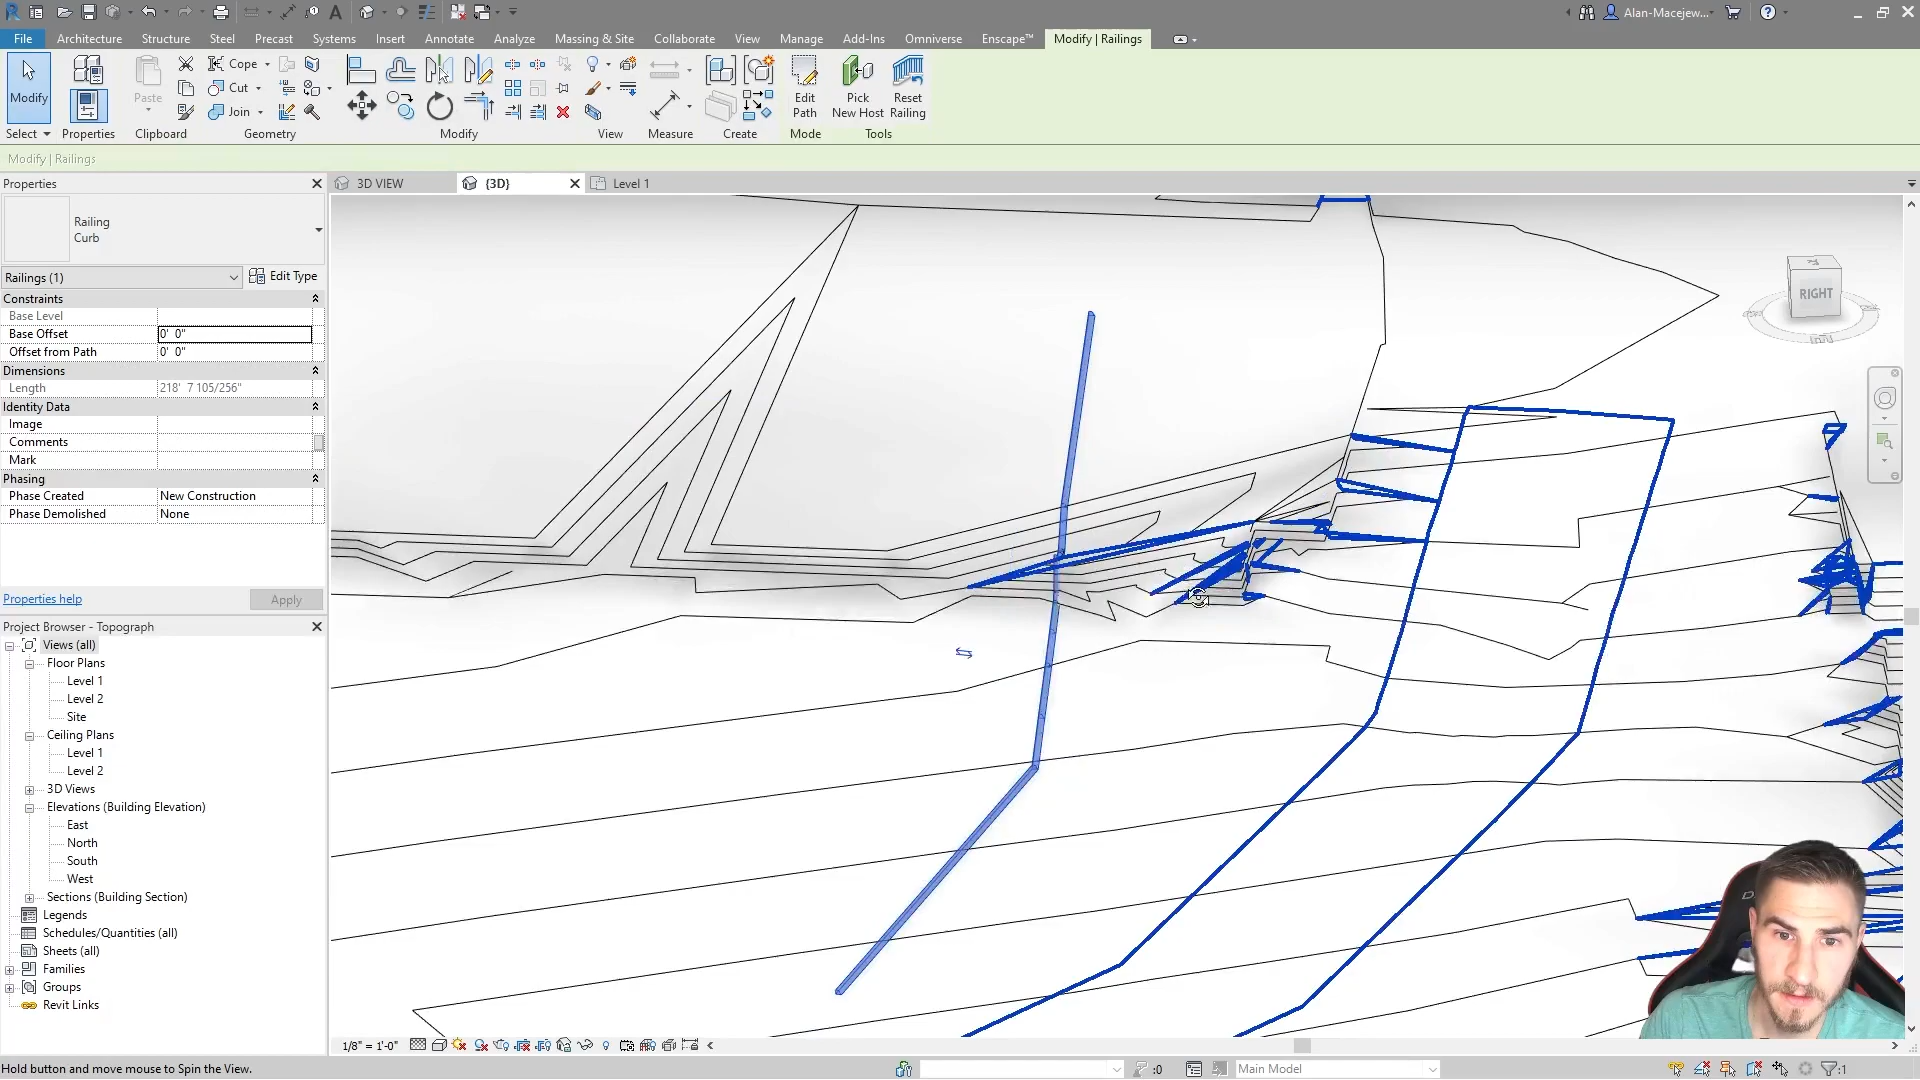 Alan-Macejew...
File
Architecture
Structure
Steel
Precast
Systems
Insert
Annotate
Analyze
Massing & Site
Collaborate
View
Manage
Add-Ins
Omniverse
Enscape™
Modify | Railings
Modify
Paste
Cope
Cut
Join
Edit
Path
Pick
New Host
Reset
Railing
Select
Properties
Clipboard
Geometry
Modify
View
Measure
Create
Mode
Tools
Modify | Railings
Properties
3D VIEW
{3D}
Level 1
Railing
Curb
Railings (1)
Edit Type
Constraints
Base Level
Base Offset
0'  0"
Offset from Path
0'  0"
Dimensions
Length
218'  7 105/256"
Identity Data
Image
Comments
Mark
Phasing
Phase Created
New Construction
Phase Demolished
None
Properties help
Apply
RIGHT
Project Browser - Topograph
Views (all)
Floor Plans
Level 1
Level 2
Site
Ceiling Plans
Level 1
Level 2
3D Views
Elevations (Building Elevation)
East
North
South
West
Sections (Building Section)
Legends
Schedules/Quantities (all)
Sheets (all)
Families
Groups
Revit Links
1/8" = 1'-0"
Hold button and move mouse to Spin the View.
:0
Main Model
:1